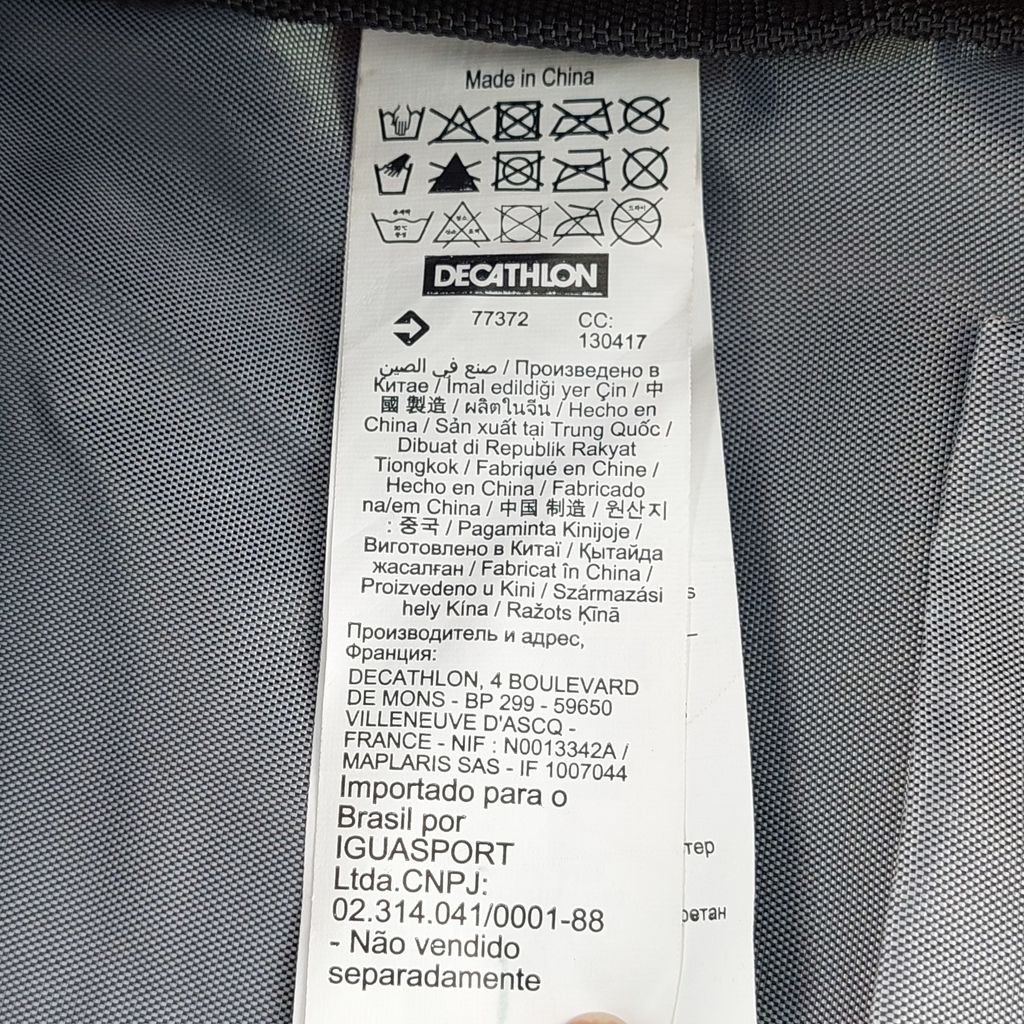 Made in China
DECATHLON
77372
CC:
130417
صنع في الصين / Произведено в
Китае / İmal edildiği yer Çin / 中
國 製造 / ผลิตในจีน / Hecho en
China / Sản xuất tại Trung Quốc /
Dibuat di Republik Rakyat
Tiongkok / Fabriqué en Chine /
Hecho en China / Fabricado
na/em China / 中国 制造 / 원산지
: 중국 / Pagaminta Kinijoje /
Виготовлено в Китаї / Қытайда
жасалған / Fabricat în China /
Proizvedeno u Kini / Származási
hely Kína / Ražots Ķīnā
Производитель и адрес,
Франция:
DECATHLON, 4 BOULEVARD
DE MONS - BP 299 - 59650
VILLENEUVE D'ASCQ -
FRANCE - NIF : N0013342A /
MAPLARIS SAS - IF 1007044
Importado para o
Brasil por
IGUASPORT
Ltda.CNPJ:
02.314.041/0001-88
- Não vendido
separadamente